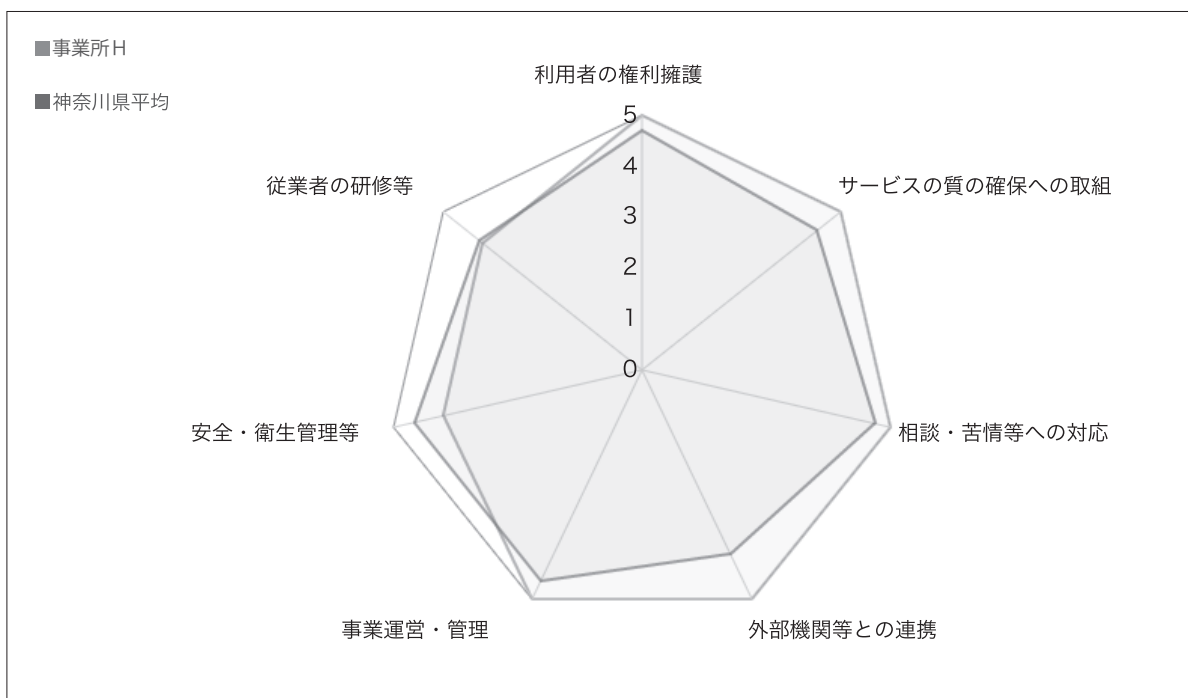 事業所H
神奈川県平均
利用者の権利擁護
サービスの質の確保への取組
相談・苦情等への対応
外部機関等との連携
事業運営・管理
安全・衛生管理等
従業者の研修等
5
4
3
2
1
0